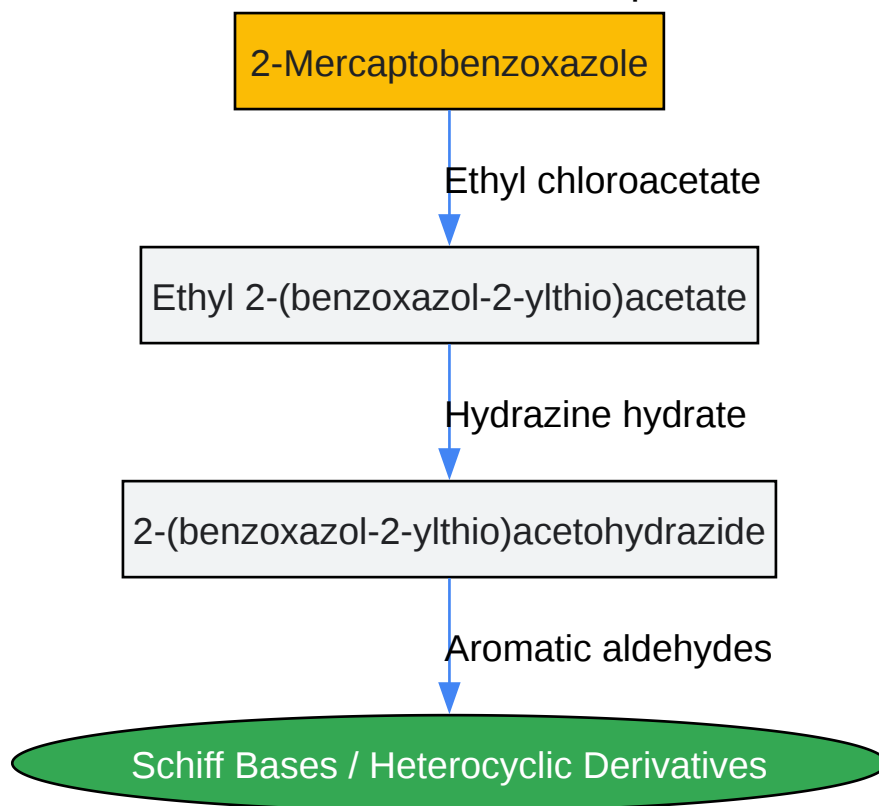 2-Mercaptobenzoxazole
Ethyl chloroacetate
Ethyl 2-(benzoxazol-2-ylthio)acetate
Hydrazine hydrate
2-(benzoxazol-2-ylthio)acetohydrazide
Aromatic aldehydes
Schiff Bases / Heterocyclic Derivatives